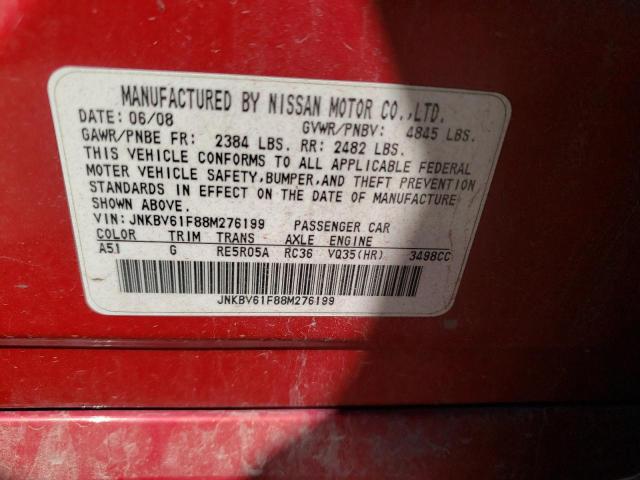 MANUFACTURED BY NISSAN MOTOR CO.,LTD.
DATE: 06/08 GVWR/PNBV: 4845 LBS.
GAWR/PNBE FR: 2384 LBS. RR: 2482 LBS.
THIS VEHICLE CONFORMS TO ALL APPLICABLE FEDERAL
MOTOR VEHICLE SAFETY,BUMPER,AND THEFT PREVENTION
STANDARDS IN EFFECT ON THE DATE OF MANUFACTURE
SHOWN ABOVE.
VIN: JNKBV61F88M276199 PASSENGER CAR
COLOR TRIM TRANS AXLE ENGINE
A51 G RE5R05A RC36 VQ35(HR) 3498CC
JNKBV61F88M276199